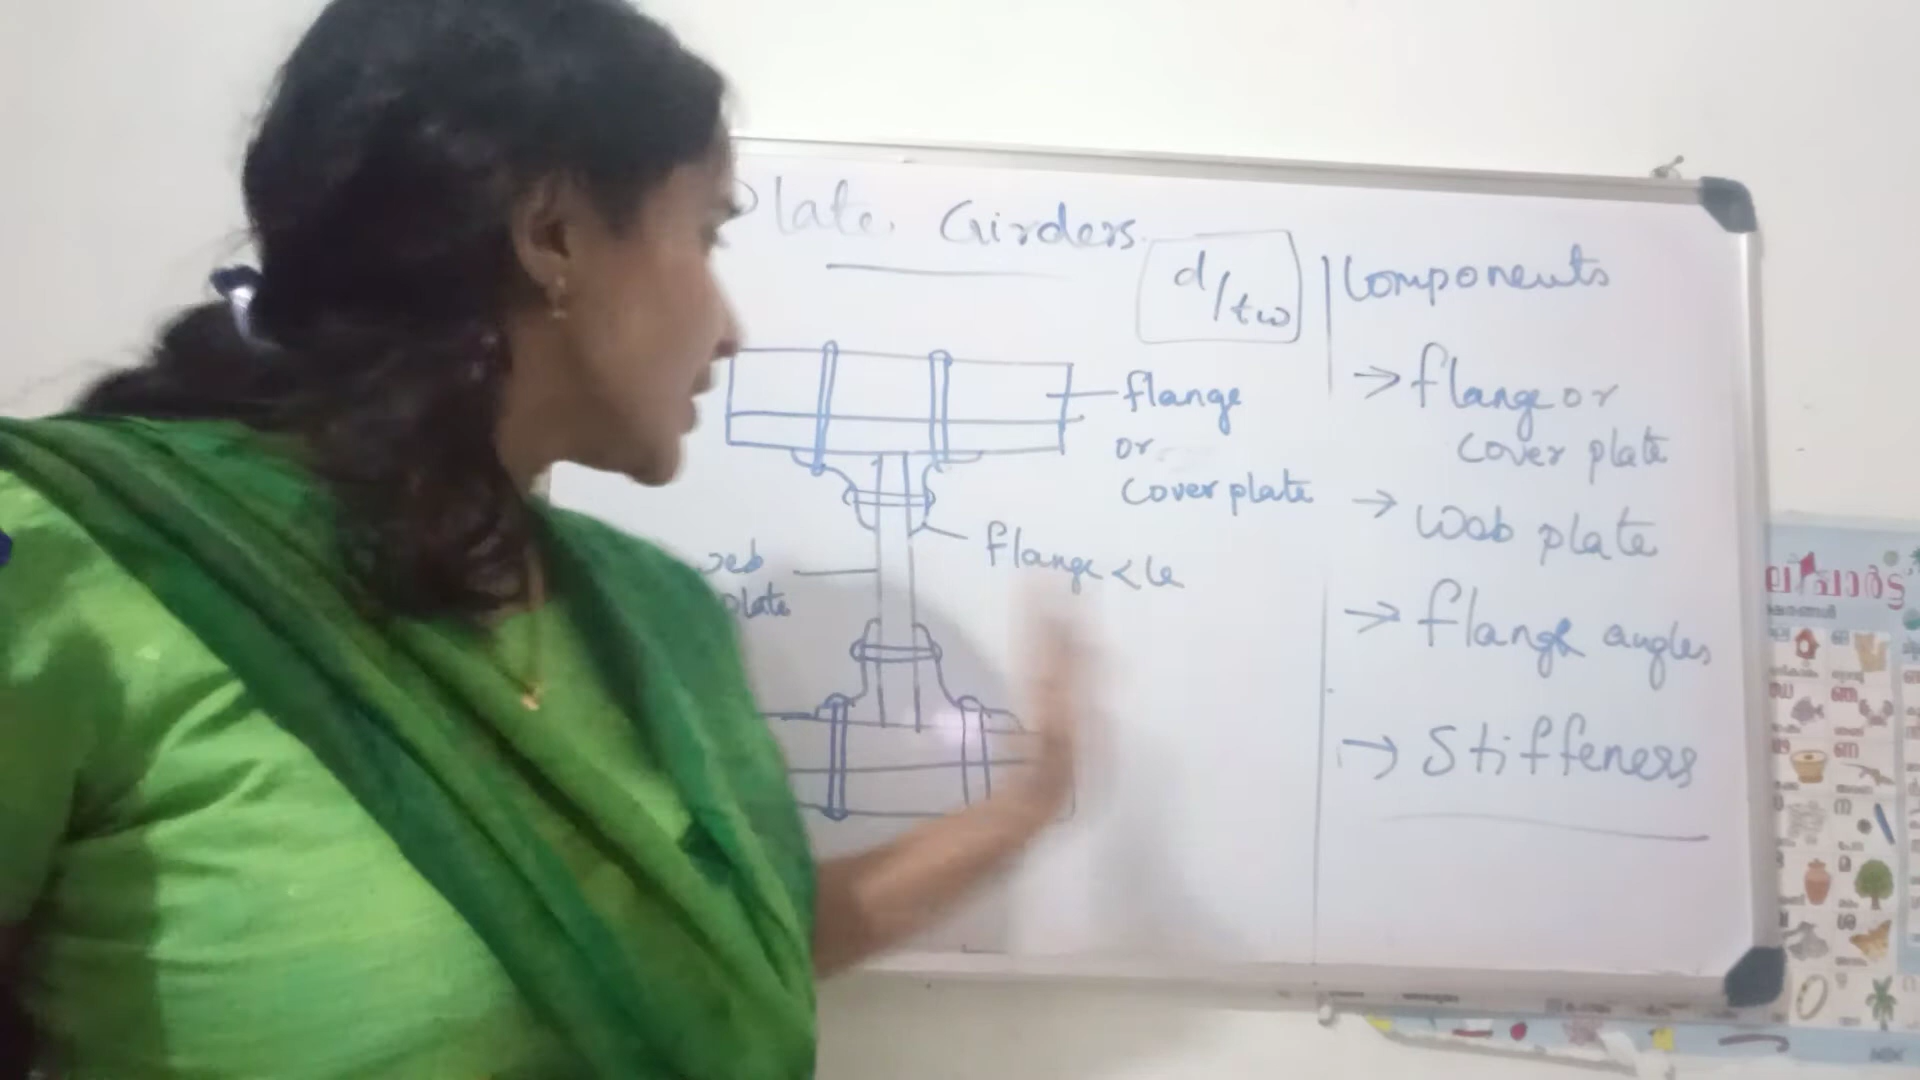 Plate Girders
d/tw
flange
or
Cover plate
flange <le
web
plate
Components
→ flange or
cover plate
→ Web plate
→ flange angles
→ Stiffeners